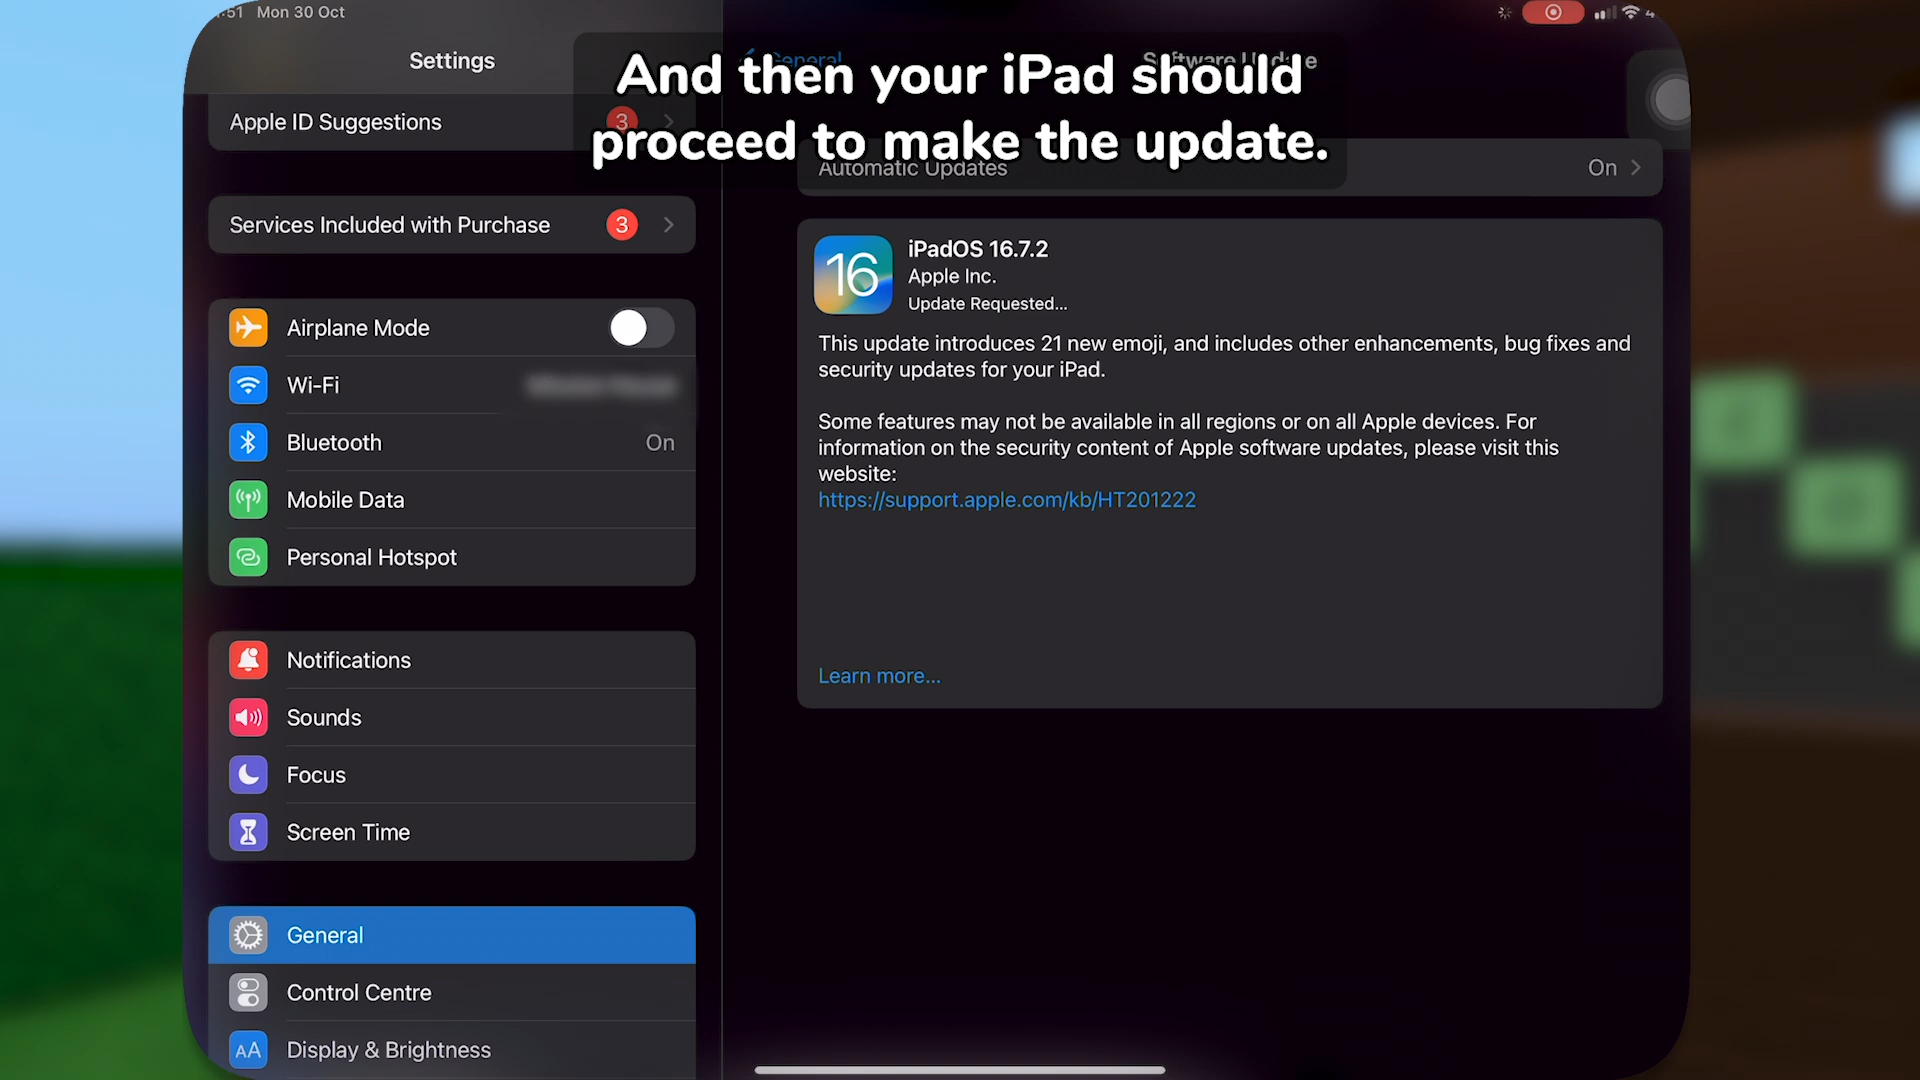 :51 Mon 30 Oct
Settings
General
Software Update
And then your iPad should
proceed to make the update.
Apple ID Suggestions 3
Services Included with Purchase 3
Airplane Mode
Wi-Fi
Bluetooth On
Mobile Data
Personal Hotspot
Notifications
Sounds
Focus
Screen Time
General
Control Centre
AA Display & Brightness
Automatic Updates On
16
iPadOS 16.7.2
Apple Inc.
Update Requested...
This update introduces 21 new emoji, and includes other enhancements, bug fixes and
security updates for your iPad.
Some features may not be available in all regions or on all Apple devices. For
information on the security content of Apple software updates, please visit this
website:
https://support.apple.com/kb/HT201222
Learn more...